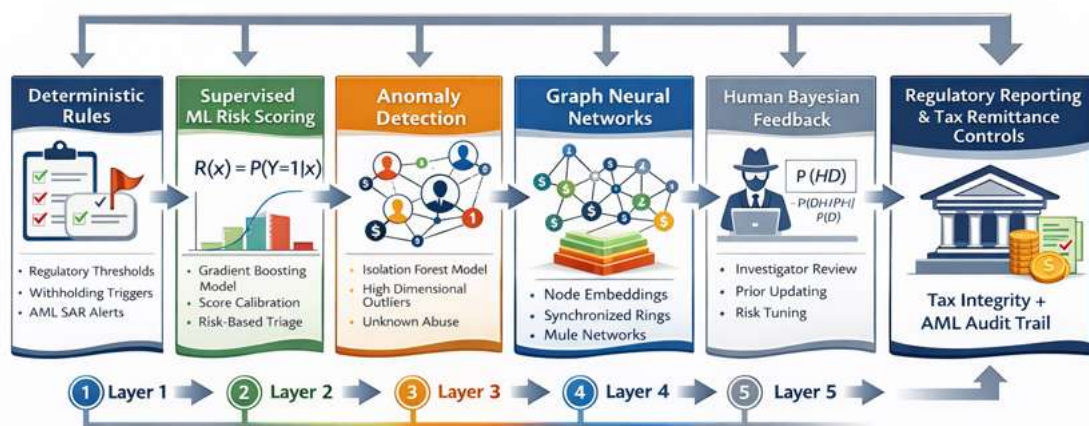 Deterministic
Rules
Regulatory Thresholds
Withholding Triggers
AML SAR Alerts
Supervised
ML Risk Scoring
R(x) = P(Y=1|x)
Gradient Boosting
Model
Score Calibration
Risk-Based Triage
Anomaly
Detection
Isolation Forest Model
High Dimensional
Outliers
Unknown Abuse
Graph Neural
Networks
Node Embeddings
Synchronized Rings
Mule Networks
Human Bayesian
Feedback
P (HD)
P(D)
Investigator Review
Prior Updating
Risk Tuning
Regulatory Reporting
& Tax Remittance
Controls
Tax Integrity +
AML Audit Trail
1 Layer 1
2 Layer 2
3 Layer 3
4 Layer 4
5 Layer 5